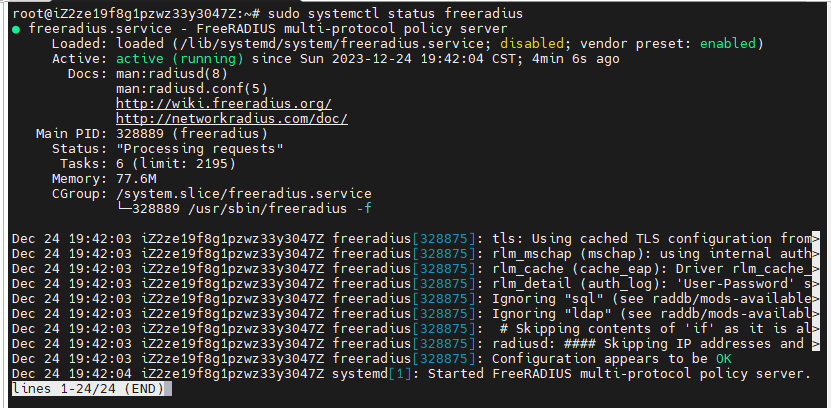 root@iZ2ze19f8g1pzwz33y3047Z:~# sudo systemctl status freeradius
● freeradius.service - FreeRADIUS multi-protocol policy server
Loaded: loaded (/lib/systemd/system/freeradius.service; disabled; vendor preset: enabled)
Active: active (running) since Sun 2023-12-24 19:42:04 CST; 4min 6s ago
Docs: man:radiusd(8)
man:radiusd.conf(5)
http://wiki.freeradius.org/
http://networkradius.com/doc/
Main PID: 328889 (freeradius)
Status: "Processing requests"
Tasks: 6 (limit: 2195)
Memory: 77.6M
CGroup: /system.slice/freeradius.service
└─328889 /usr/sbin/freeradius -f
Dec 24 19:42:03 iZ2ze19f8g1pzwz33y3047Z freeradius[328875]: tls: Using cached TLS configuration from>
Dec 24 19:42:03 iZ2ze19f8g1pzwz33y3047Z freeradius[328875]: rlm_mschap (mschap): using internal auth>
Dec 24 19:42:03 iZ2ze19f8g1pzwz33y3047Z freeradius[328875]: rlm_cache (cache_eap): Driver rlm_cache_>
Dec 24 19:42:03 iZ2ze19f8g1pzwz33y3047Z freeradius[328875]: rlm_detail (auth_log): 'User-Password' s>
Dec 24 19:42:03 iZ2ze19f8g1pzwz33y3047Z freeradius[328875]: Ignoring "sql" (see raddb/mods-available>
Dec 24 19:42:03 iZ2ze19f8g1pzwz33y3047Z freeradius[328875]: Ignoring "ldap" (see raddb/mods-availabl>
Dec 24 19:42:03 iZ2ze19f8g1pzwz33y3047Z freeradius[328875]:  # Skipping contents of 'if' as it is al>
Dec 24 19:42:03 iZ2ze19f8g1pzwz33y3047Z freeradius[328875]: radiusd: #### Skipping IP addresses and >
Dec 24 19:42:03 iZ2ze19f8g1pzwz33y3047Z freeradius[328875]: Configuration appears to be OK
Dec 24 19:42:04 iZ2ze19f8g1pzwz33y3047Z systemd[1]: Started FreeRADIUS multi-protocol policy server.
lines 1-24/24 (END)